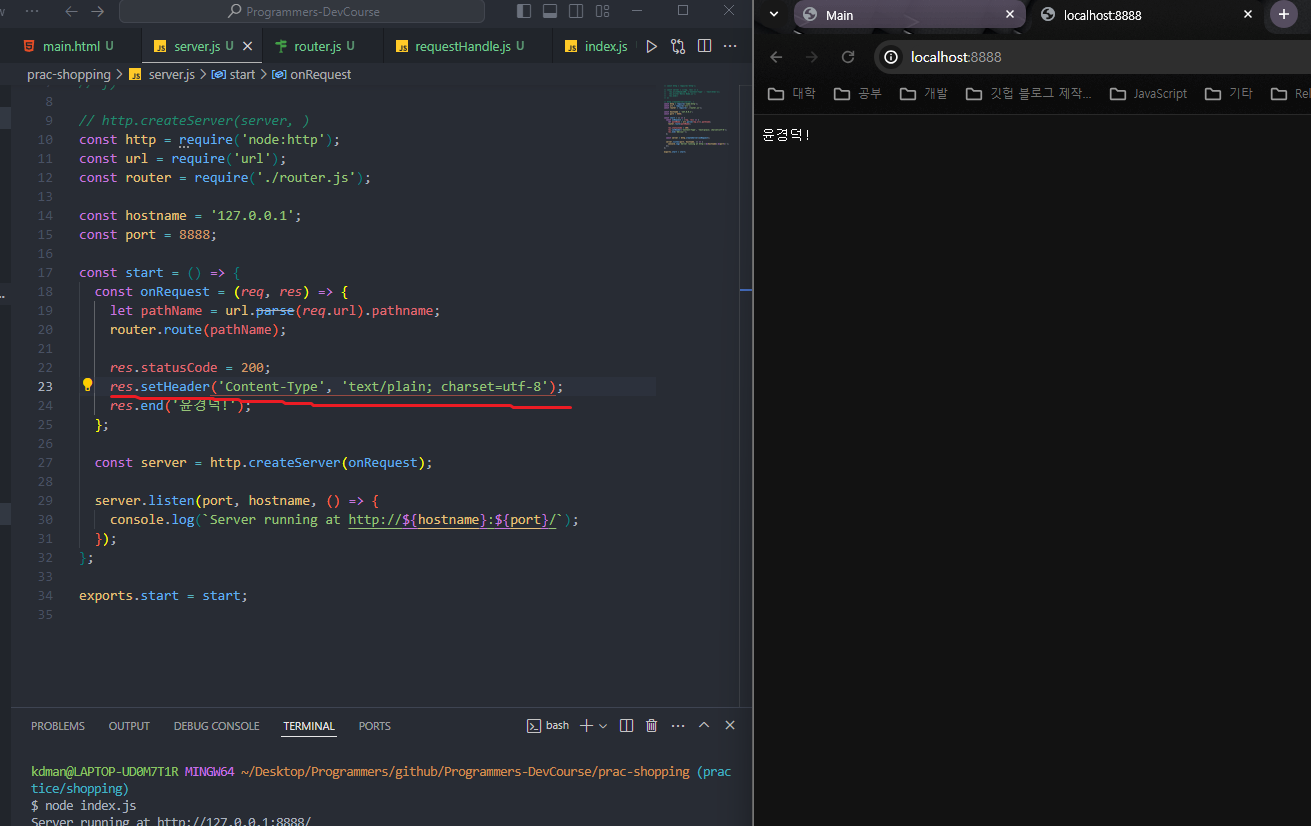 Programmers-DevCourse
main.html U
server.js U
router.js U
requestHandle.js U
index.js
prac-shopping > server.js > start > onRequest
8
9 // http.createServer(server, )
10 const http = require('node:http');
11 const url = require('url');
12 const router = require('./router.js');
13
14 const hostname = '127.0.0.1';
15 const port = 8888;
16
17 const start = () => {
18 const onRequest = (req, res) => {
19 let pathName = url.parse(req.url).pathname;
20 router.route(pathName);
21
22 res.statusCode = 200;
23 res.setHeader('Content-Type', 'text/plain; charset=utf-8');
24 res.end('윤경덕!');
25 };
26
27 const server = http.createServer(onRequest);
28
29 server.listen(port, hostname, () => {
30 console.log(`Server running at http://${hostname}:${port}/`);
31 });
32 };
33
34 exports.start = start;
35
PROBLEMS OUTPUT DEBUG CONSOLE TERMINAL PORTS
bash
kdman@LAPTOP-UD0M7T1R MINGW64 ~/Desktop/Programmers/github/Programmers-DevCourse/prac-shopping (prac
tice/shopping)
$ node index.js
Server running at http://127.0.0.1:8888/
Main
localhost:8888
localhost:8888
대학 공부 개발 깃헙 블로그 제작... JavaScript 기타 Rel
윤경덕!